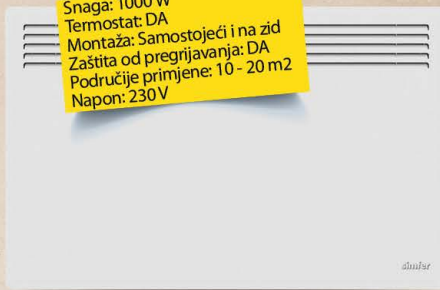 Snaga: 1000 W
Termostat: DA
Montaža: Samostojeći i na zid
Zaštita od pregrijavanja: DA
Područije primjene: 10 - 20 m2
Napon: 230 V
simfer